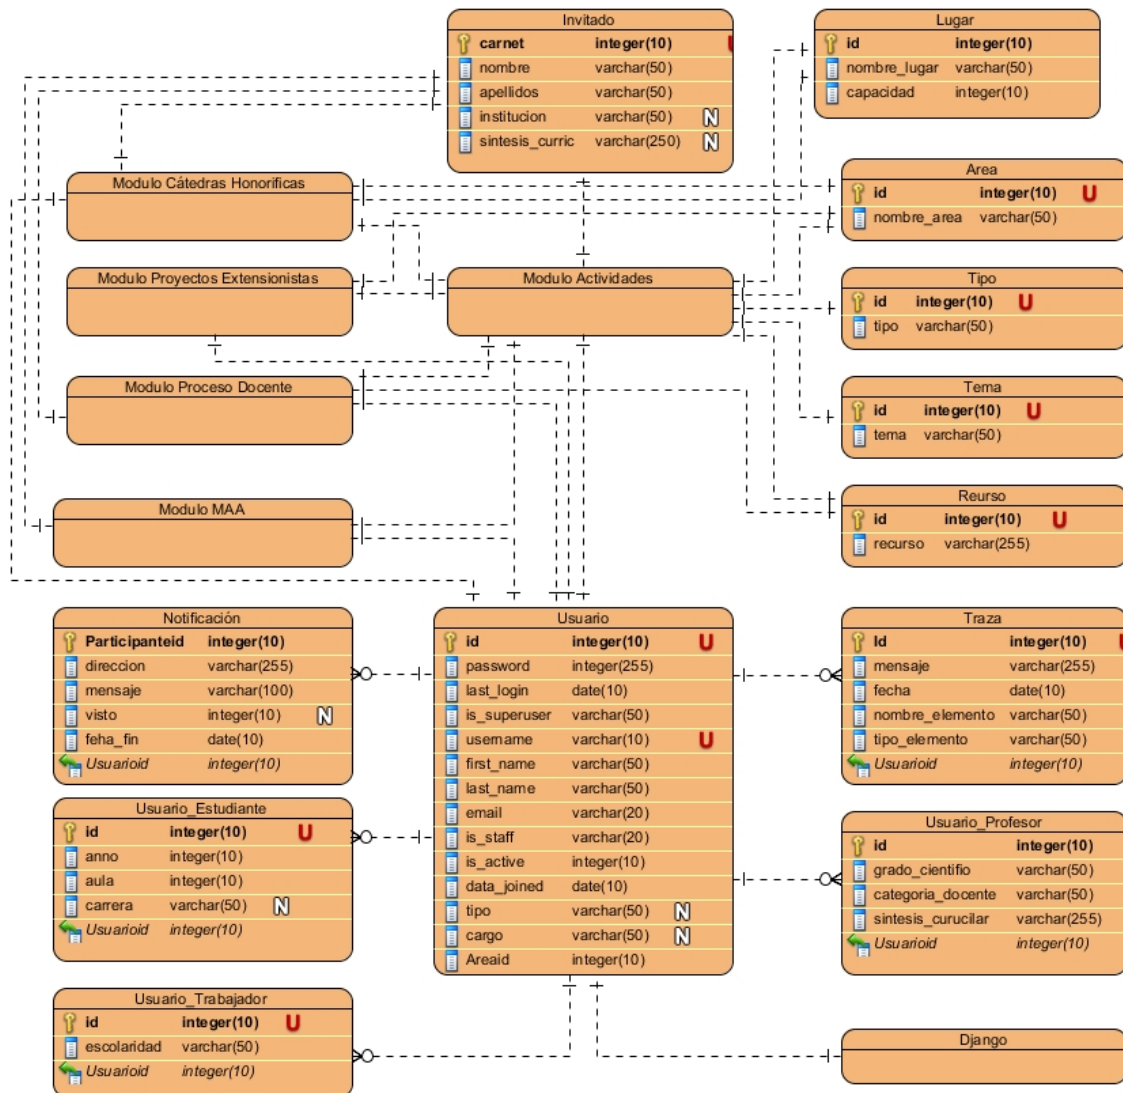 Invitado
carnet integer(10) U
nombre varchar(50)
apellidos varchar(50)
institucion varchar(50) N
sintesis_curric varchar(250) N
Lugar
id integer(10)
nombre_lugar varchar(50)
capacidad integer(10)
Modulo Cátedras Honorificas
Area
id integer(10) U
nombre_area varchar(50)
Modulo Proyectos Extensionistas
Modulo Actividades
Tipo
id integer(10) U
tipo varchar(50)
Modulo Proceso Docente
Tema
id integer(10) U
tema varchar(50)
Modulo MAA
Reurso
id integer(10) U
recurso varchar(255)
Notificación
Participanteid integer(10)
direccion varchar(255)
mensaje varchar(100)
visto integer(10) N
feha_fin date(10)
Usuarioid integer(10)
Usuario
id integer(10) U
password integer(255)
last_login date(10)
is_superuser varchar(50)
username varchar(10) U
first_name varchar(50)
last_name varchar(50)
email varchar(20)
is_staff varchar(20)
is_active integer(10)
data_joined date(10)
tipo varchar(50) N
cargo varchar(50) N
Areaid integer(10)
Traza
Id integer(10) U
mensaje varchar(255)
fecha date(10)
nombre_elemento varchar(50)
tipo_elemento varchar(50)
Usuarioid integer(10)
Usuario_Estudiante
id integer(10) U
anno integer(10)
aula integer(10)
carrera varchar(50) N
Usuarioid integer(10)
Usuario_Profesor
id integer(10)
grado_cientifio varchar(50)
categoria_docente varchar(50)
sintesis_curucilar varchar(255)
Usuarioid integer(10)
Usuario_Trabajador
id integer(10) U
escolaridad varchar(50)
Usuarioid integer(10)
Django